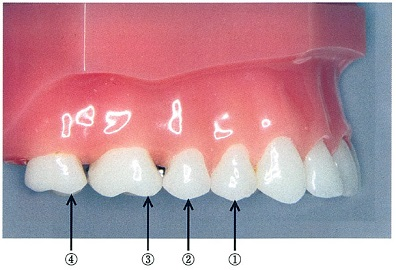 ④ ③ ② ①